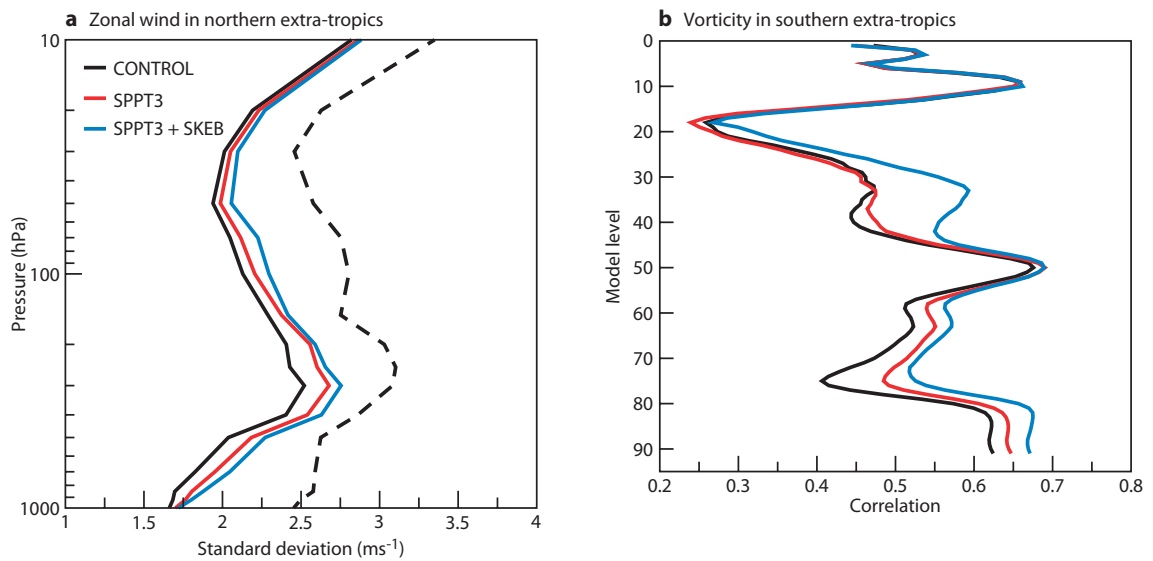 a Zonal wind in northern extra-tropics
10
100
1000
Pressure (hPa)
CONTROL
SPPT3
SPPT3 + SKEB
1 1.5 2 2.5 3 3.5 4
Standard deviation (ms-1)
b Vorticity in southern extra-tropics
0
10
20
30
40
50
60
70
80
90
Model level
0.2 0.3 0.4 0.5 0.6 0.7 0.8
Correlation